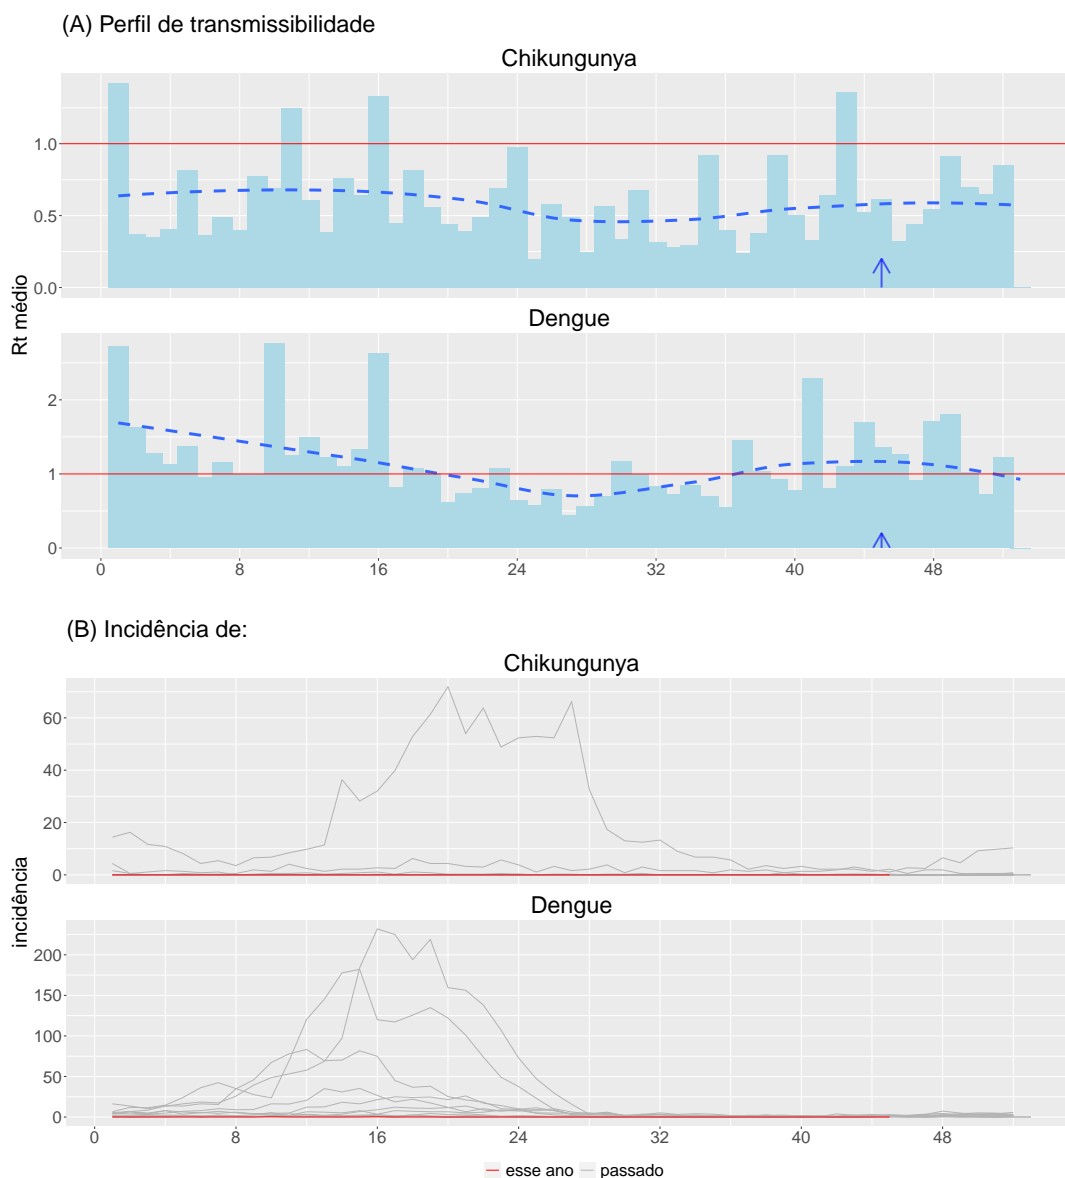 (A) Perfil de transmissibilidade
Chikungunya
1.0
0.5
0.0
Rt médio
Dengue
2
1
0
0 8 16 24 32 40 48
(B) Incidência de:
Chikungunya
60
40
20
0
incidência
Dengue
200
150
100
50
0
0 8 16 24 32 40 48
esse ano passado